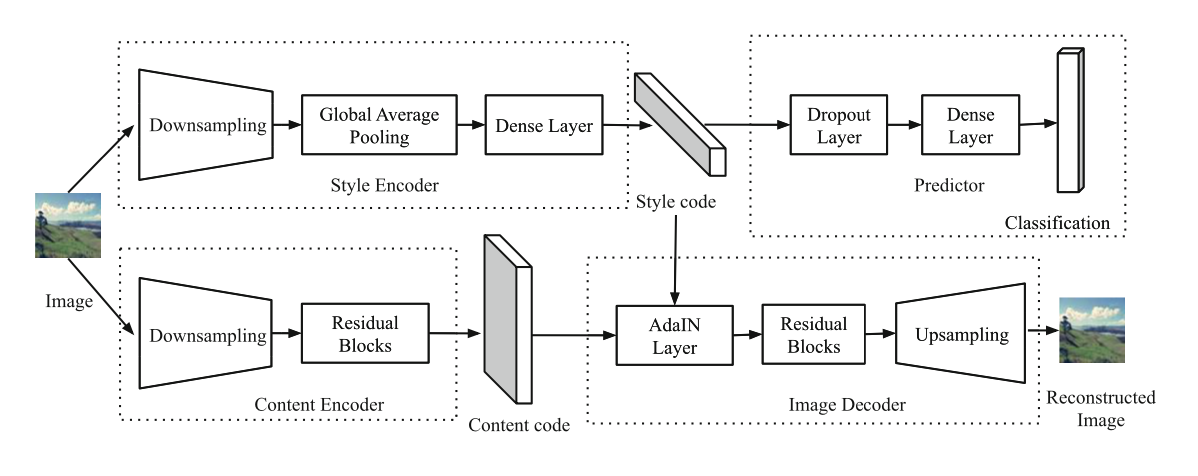 Downsampling
Global Average
Pooling
Dense Layer
Style Encoder
Style code
Dropout
Layer
Dense
Layer
Predictor
Classification
Image
Downsampling
Residual
Blocks
Content Encoder
Content code
AdaIN
Layer
Residual
Blocks
Upsampling
Image Decoder
Reconstructed
Image